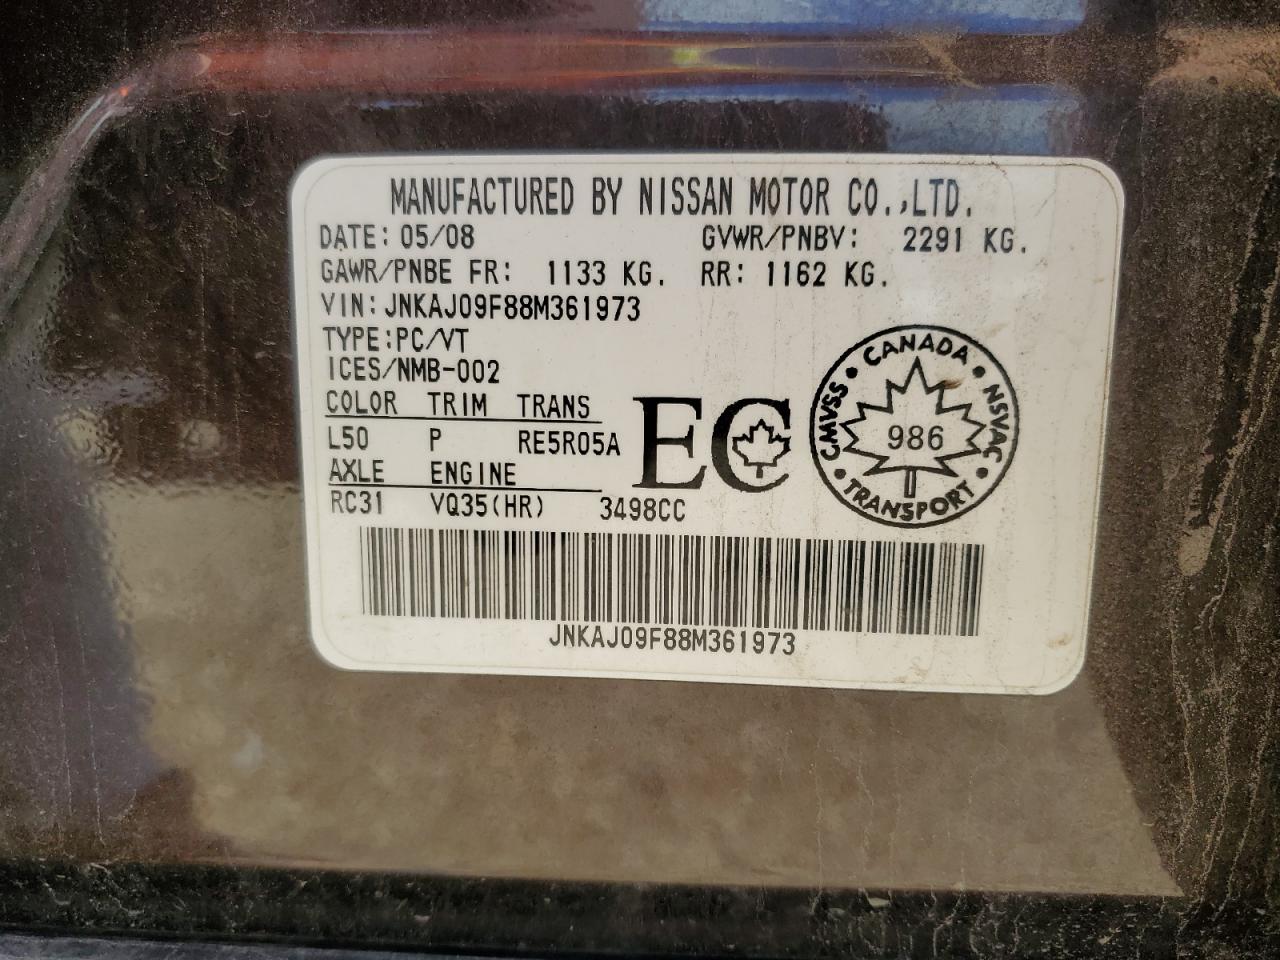 MANUFACTURED BY NISSAN MOTOR CO.,LTD.
DATE: 05/08 GVWR/PNBV: 2291 KG.
GAWR/PNBE FR: 1133 KG. RR: 1162 KG.
VIN: JNKAJ09F88M361973
TYPE:PC/VT
ICES/NMB-002
COLOR TRIM TRANS
L50 P RE5R05A
AXLE ENGINE
RC31 VQ35(HR) 3498CC
EC
CANADA
CMVSS
NSVAC
986
TRANSPORT
JNKAJ09F88M361973